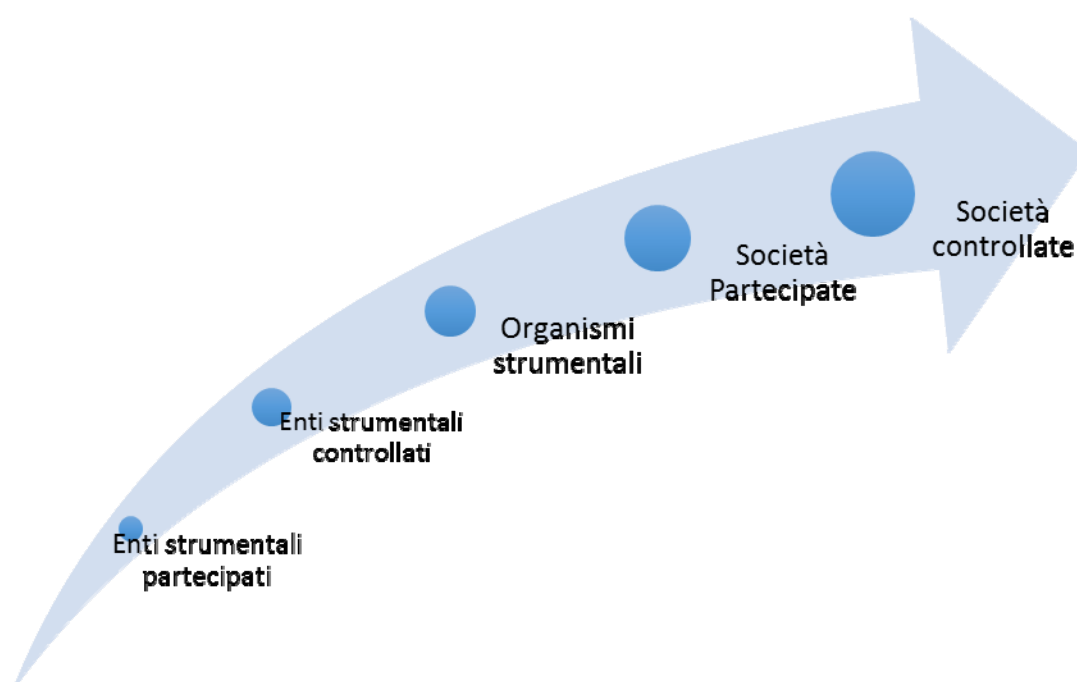 Società
controllate
Società
Partecipate
Organismi
strumentali
Enti strumentali
controllati
Enti strumentali
partecipati